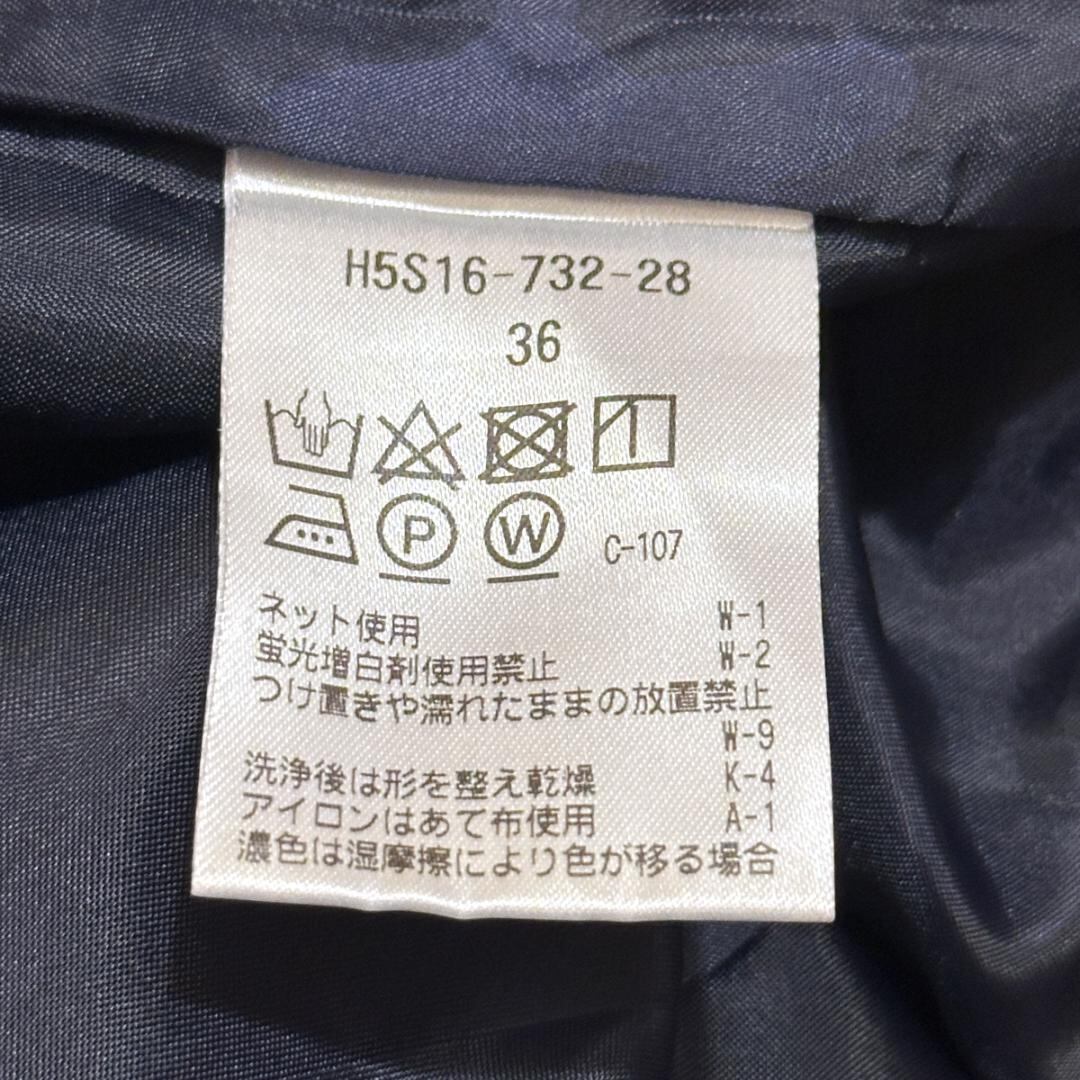 H5S16-732-28
36
P W C-107
ネット使用 W-1
蛍光増白剤使用禁止 W-2
つけ置きや濡れたままの放置禁止
W-9
洗浄後は形を整え乾燥 K-4
アイロンはあて布使用 A-1
濃色は湿摩擦により色が移る場合